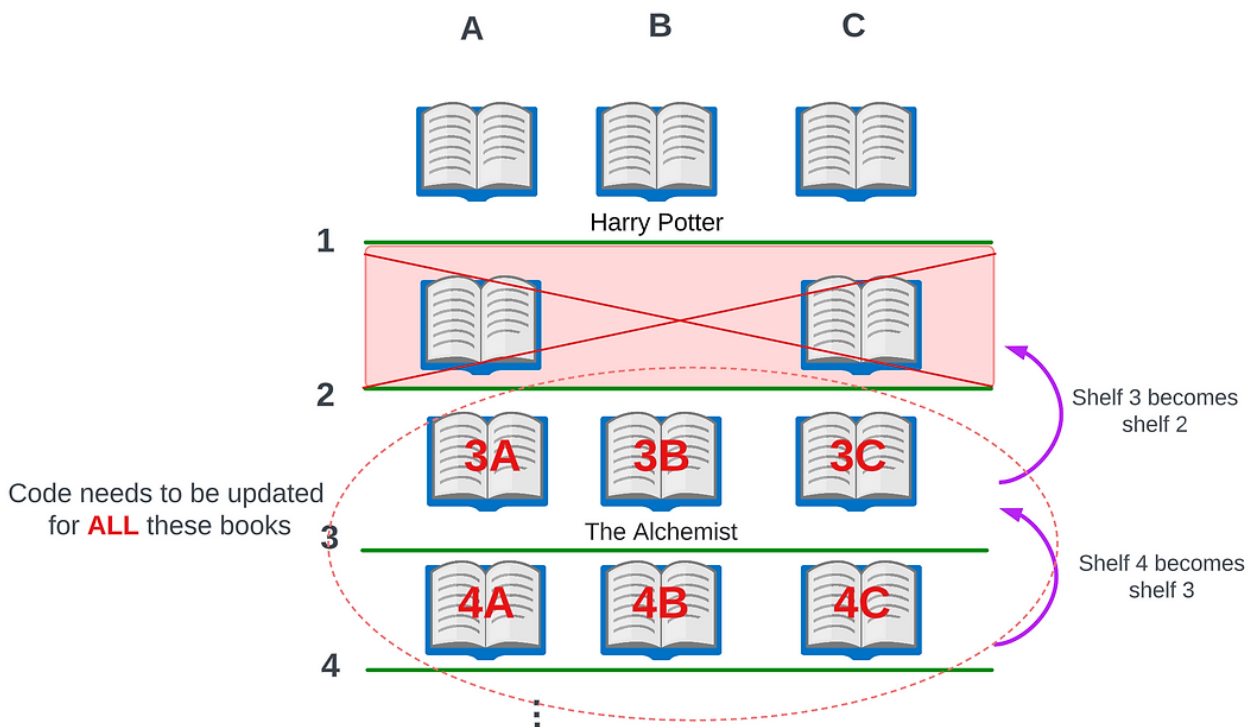 A B C
Harry Potter
1
2
Shelf 3 becomes
shelf 2
3A 3B 3C
Code needs to be updated
for ALL these books
The Alchemist
3
Shelf 4 becomes
shelf 3
4A 4B 4C
4